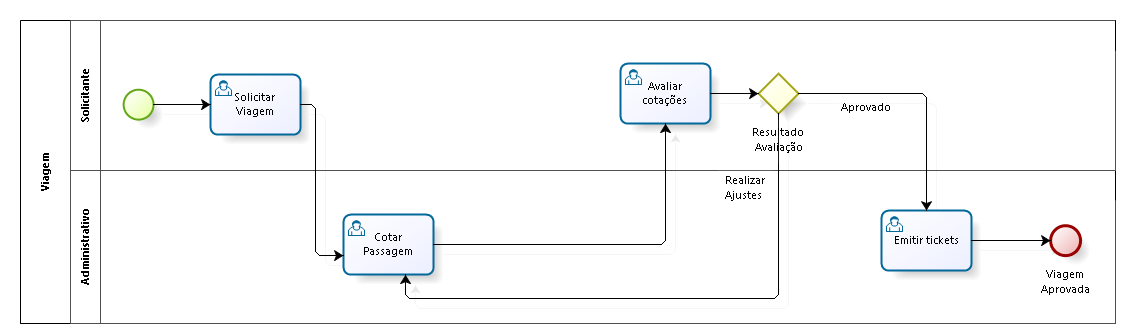 Viagem
Solicitante
Solicitar
Viagem
Avaliar
cotações
Resultado
Avaliação
Aprovado
Administrativo
Realizar
Ajustes
Cotar
Passagem
Emitir tickets
Viagem
Aprovada